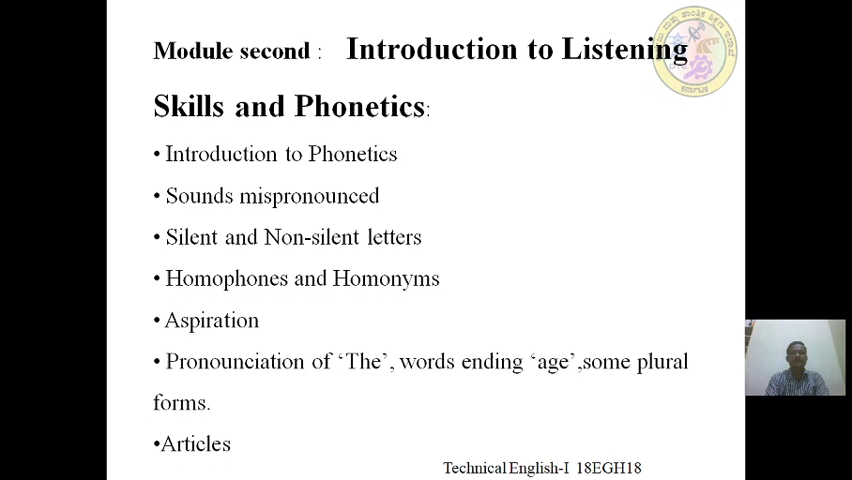 Module second : Introduction to Listening
Skills and Phonetics:
• Introduction to Phonetics
• Sounds mispronounced
• Silent and Non-silent letters
• Homophones and Homonyms
• Aspiration
• Pronounciation of ‘The’, words ending ‘age’,some plural
forms.
•Articles
Technical English-I 18EGH18